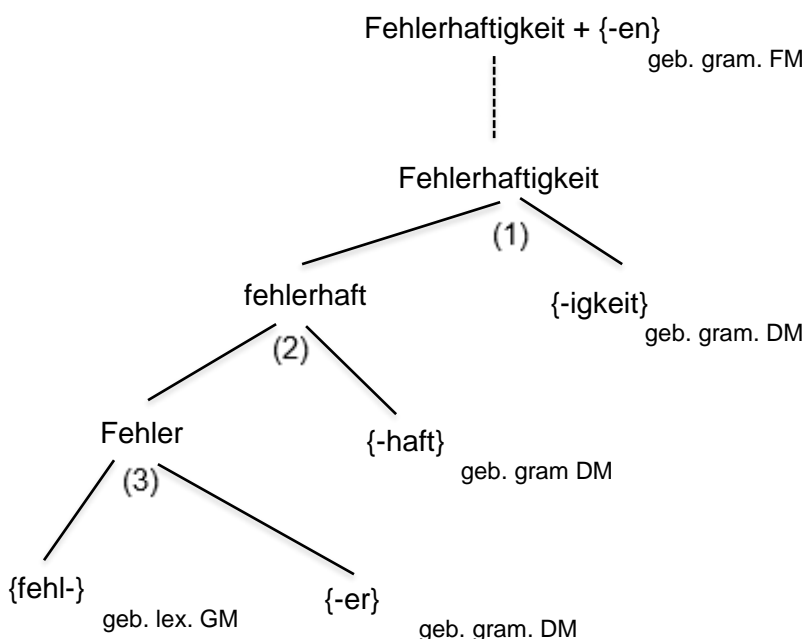 Fehlerhaftigkeit + {-en}
geb. gram. FM
Fehlerhaftigkeit
(1)
fehlerhaft
{-igkeit}
geb. gram. DM
(2)
Fehler
{-haft}
geb. gram DM
(3)
{fehl-}
geb. lex. GM
{-er}
geb. gram. DM